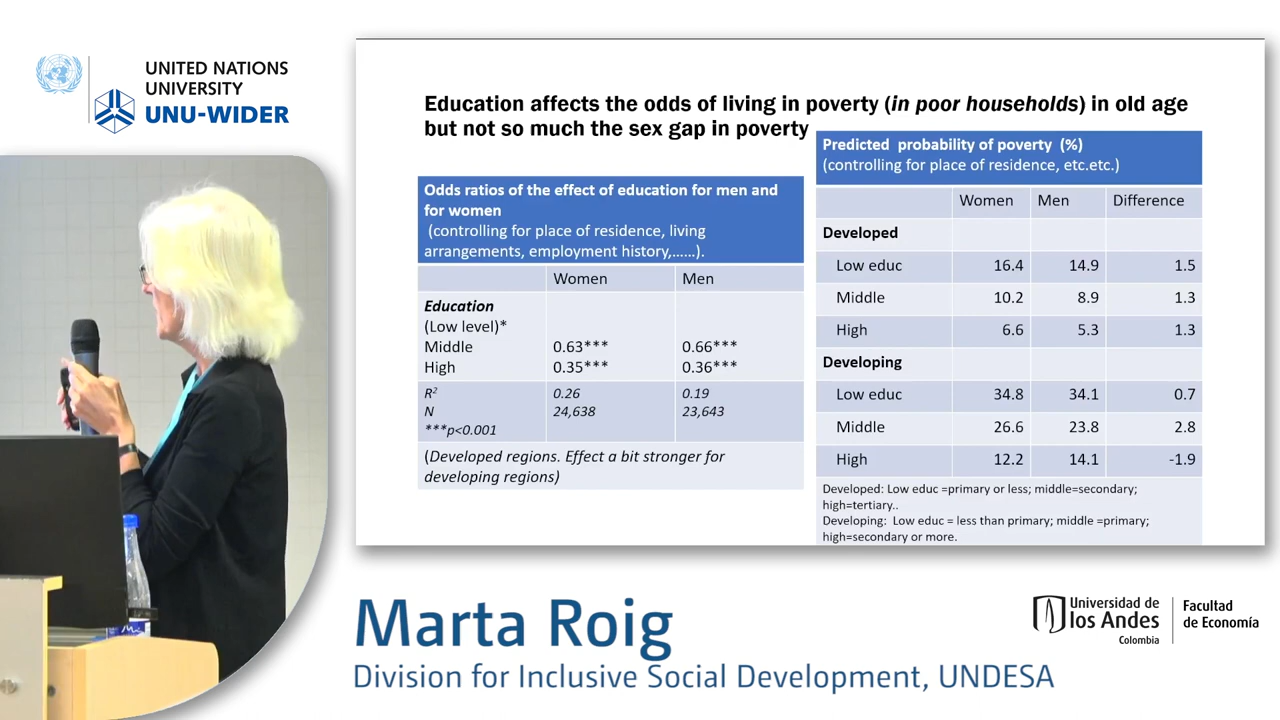 UNITED NATIONS
UNIVERSITY
UNU-WIDER
Education affects the odds of living in poverty (in poor households) in old age
but not so much the sex gap in poverty
Odds ratios of the effect of education for men and
for women
(controlling for place of residence, living
arrangements, employment history,......).
Women Men
Education
(Low level)*
Middle 0.63*** 0.66***
High 0.35*** 0.36***
R² 0.26 0.19
N 24,638 23,643
***p<0.001
(Developed regions. Effect a bit stronger for
developing regions)
Predicted probability of poverty (%)
(controlling for place of residence, etc.etc.)
Women Men Difference
Developed
Low educ 16.4 14.9 1.5
Middle 10.2 8.9 1.3
High 6.6 5.3 1.3
Developing
Low educ 34.8 34.1 0.7
Middle 26.6 23.8 2.8
High 12.2 14.1 -1.9
Developed: Low educ =primary or less; middle=secondary;
high=tertiary..
Developing: Low educ = less than primary; middle =primary;
high=secondary or more.
Marta Roig
Division for Inclusive Social Development, UNDESA
Universidad de
los Andes
Colombia
Facultad
de Economía